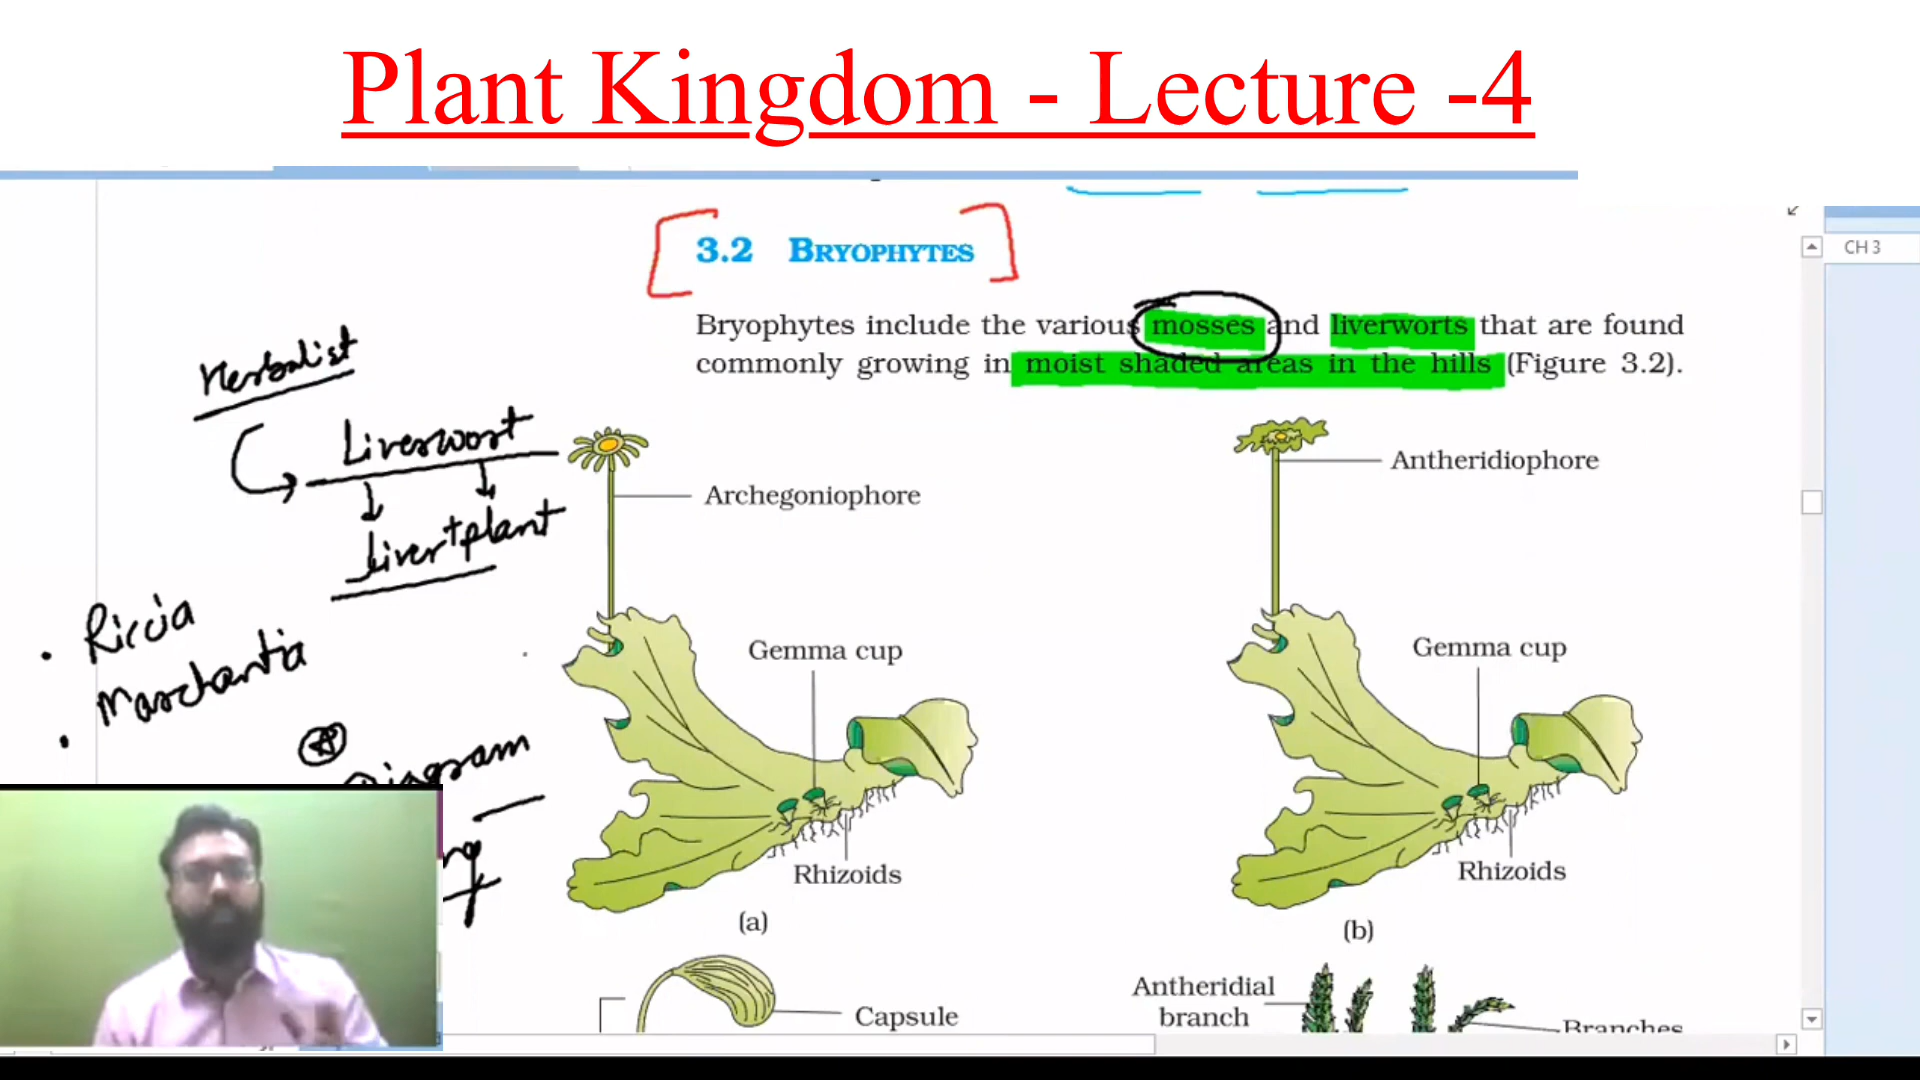 Plant Kingdom - Lecture -4
CH 3
3.2 BRYOPHYTES
Bryophytes include the various mosses and liverworts that are found
commonly growing in moist shaded areas in the hills (Figure 3.2).
Herbalist
Liverwort
liver+plant
Riccia
Marchantia
Archegoniophore
Gemma cup
Rhizoids
(a)
Antheridiophore
Gemma cup
Rhizoids
(b)
Capsule
Antheridial
branch
Branches